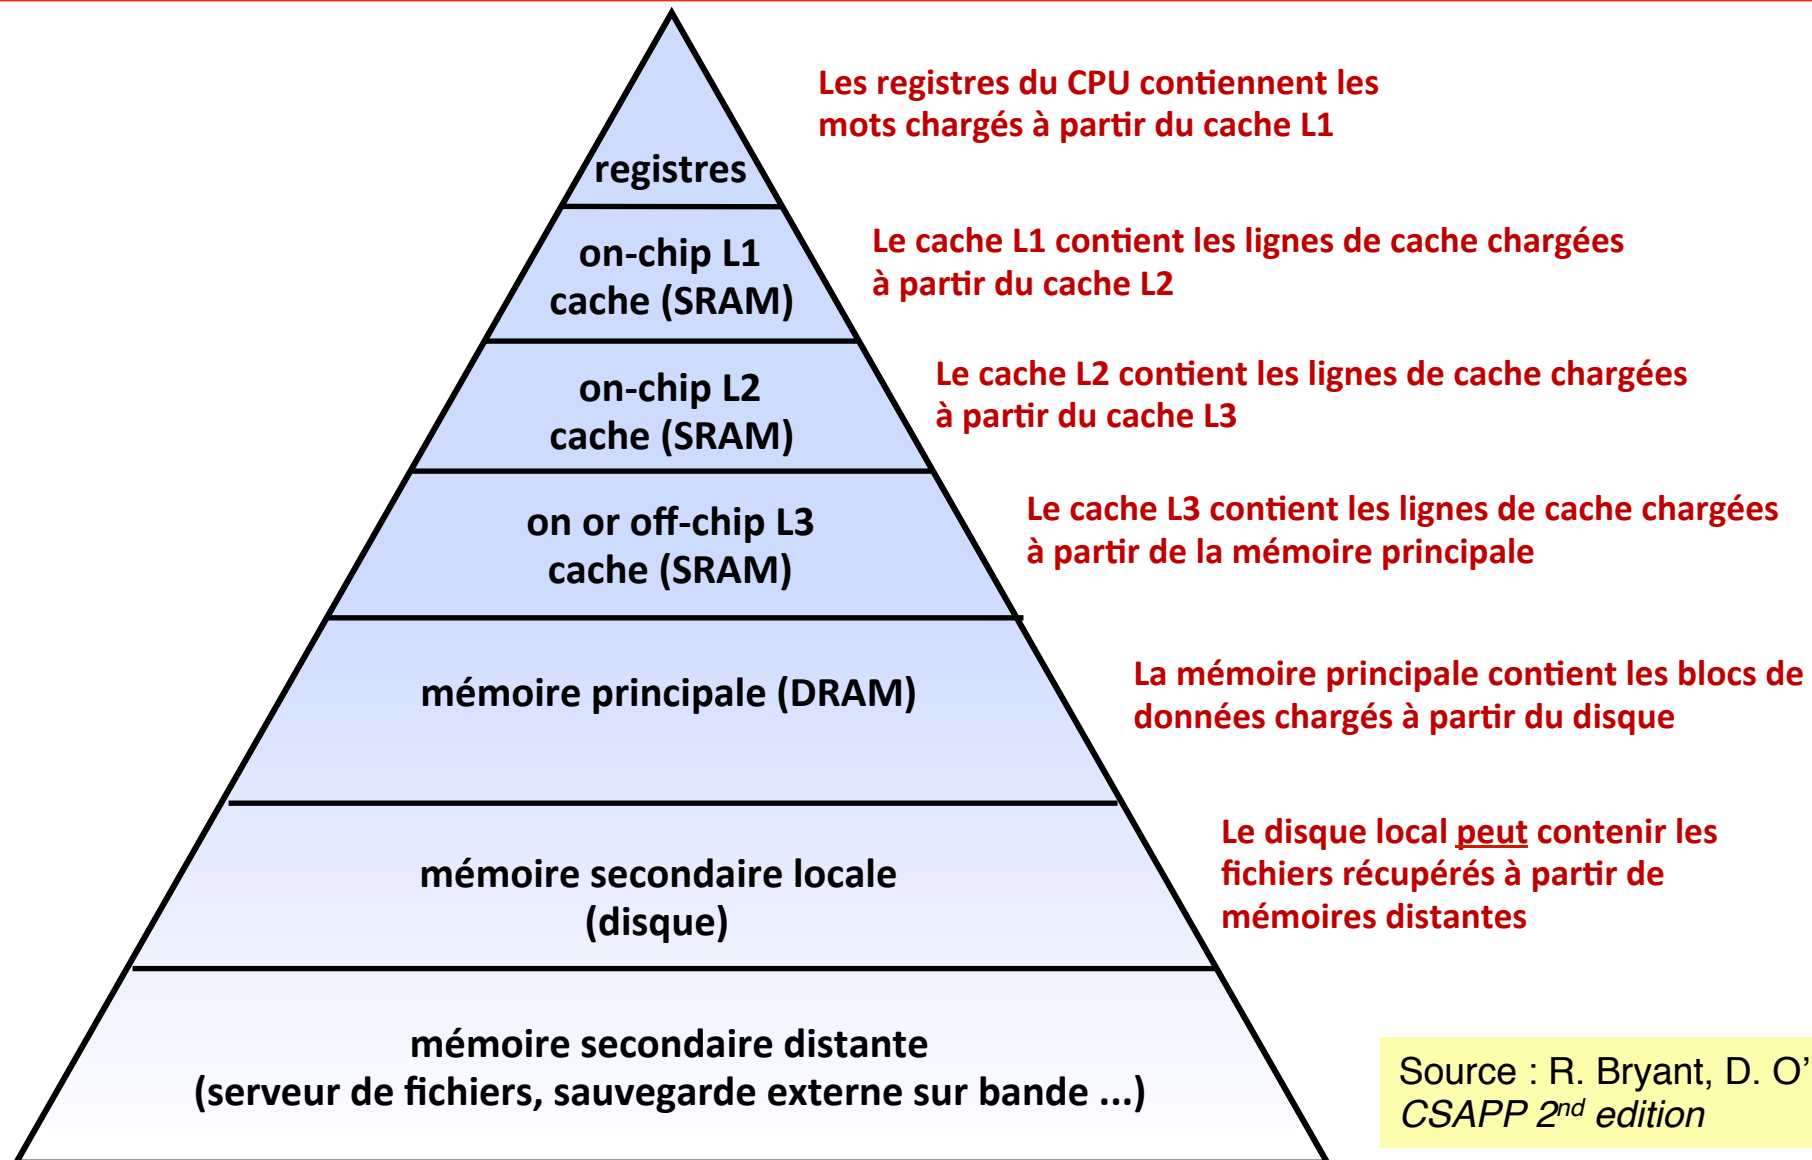 Les registres du CPU contiennent les
mots chargés à partir du cache L1
registres
on-chip L1
cache (SRAM)
Le cache L1 contient les lignes de cache chargées
à partir du cache L2
on-chip L2
cache (SRAM)
Le cache L2 contient les lignes de cache chargées
à partir du cache L3
on or off-chip L3
cache (SRAM)
Le cache L3 contient les lignes de cache chargées
à partir de la mémoire principale
mémoire principale (DRAM)
La mémoire principale contient les blocs de
données chargés à partir du disque
mémoire secondaire locale
(disque)
Le disque local peut contenir les
fichiers récupérés à partir de
mémoires distantes
mémoire secondaire distante
(serveur de fichiers, sauvegarde externe sur bande ...)
Source : R. Bryant, D. O'
CSAPP 2nd edition